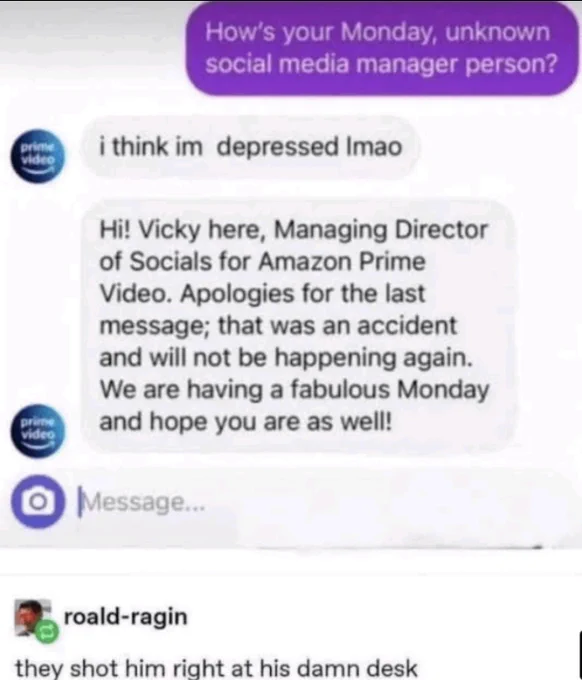 How's your Monday, unknown
social media manager person?
prime
video
i think im depressed lmao
Hi! Vicky here, Managing Director
of Socials for Amazon Prime
Video. Apologies for the last
message; that was an accident
and will not be happening again.
We are having a fabulous Monday
and hope you are as well!
prime
video
Message...
roald-ragin
they shot him right at his damn desk